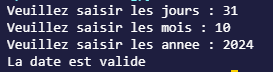 Veuillez saisir les jours : 31
Veuillez saisir les mois : 10
Veuillez saisir les annee : 2024
La date est valide